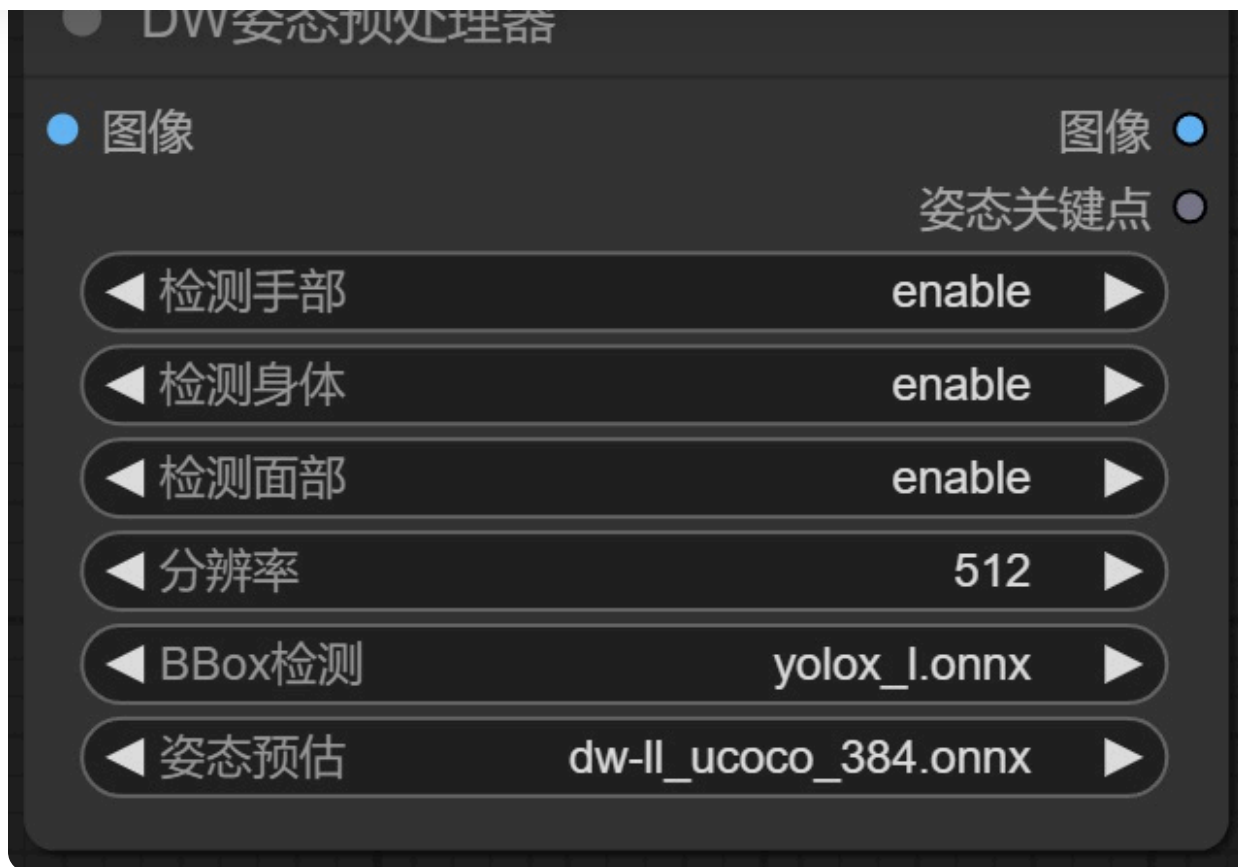 DW姿态预处理器
图像 图像
姿态关键点
检测手部 enable
检测身体 enable
检测面部 enable
分辨率 512
BBox检测 yolox_l.onnx
姿态预估 dw-ll_ucoco_384.onnx